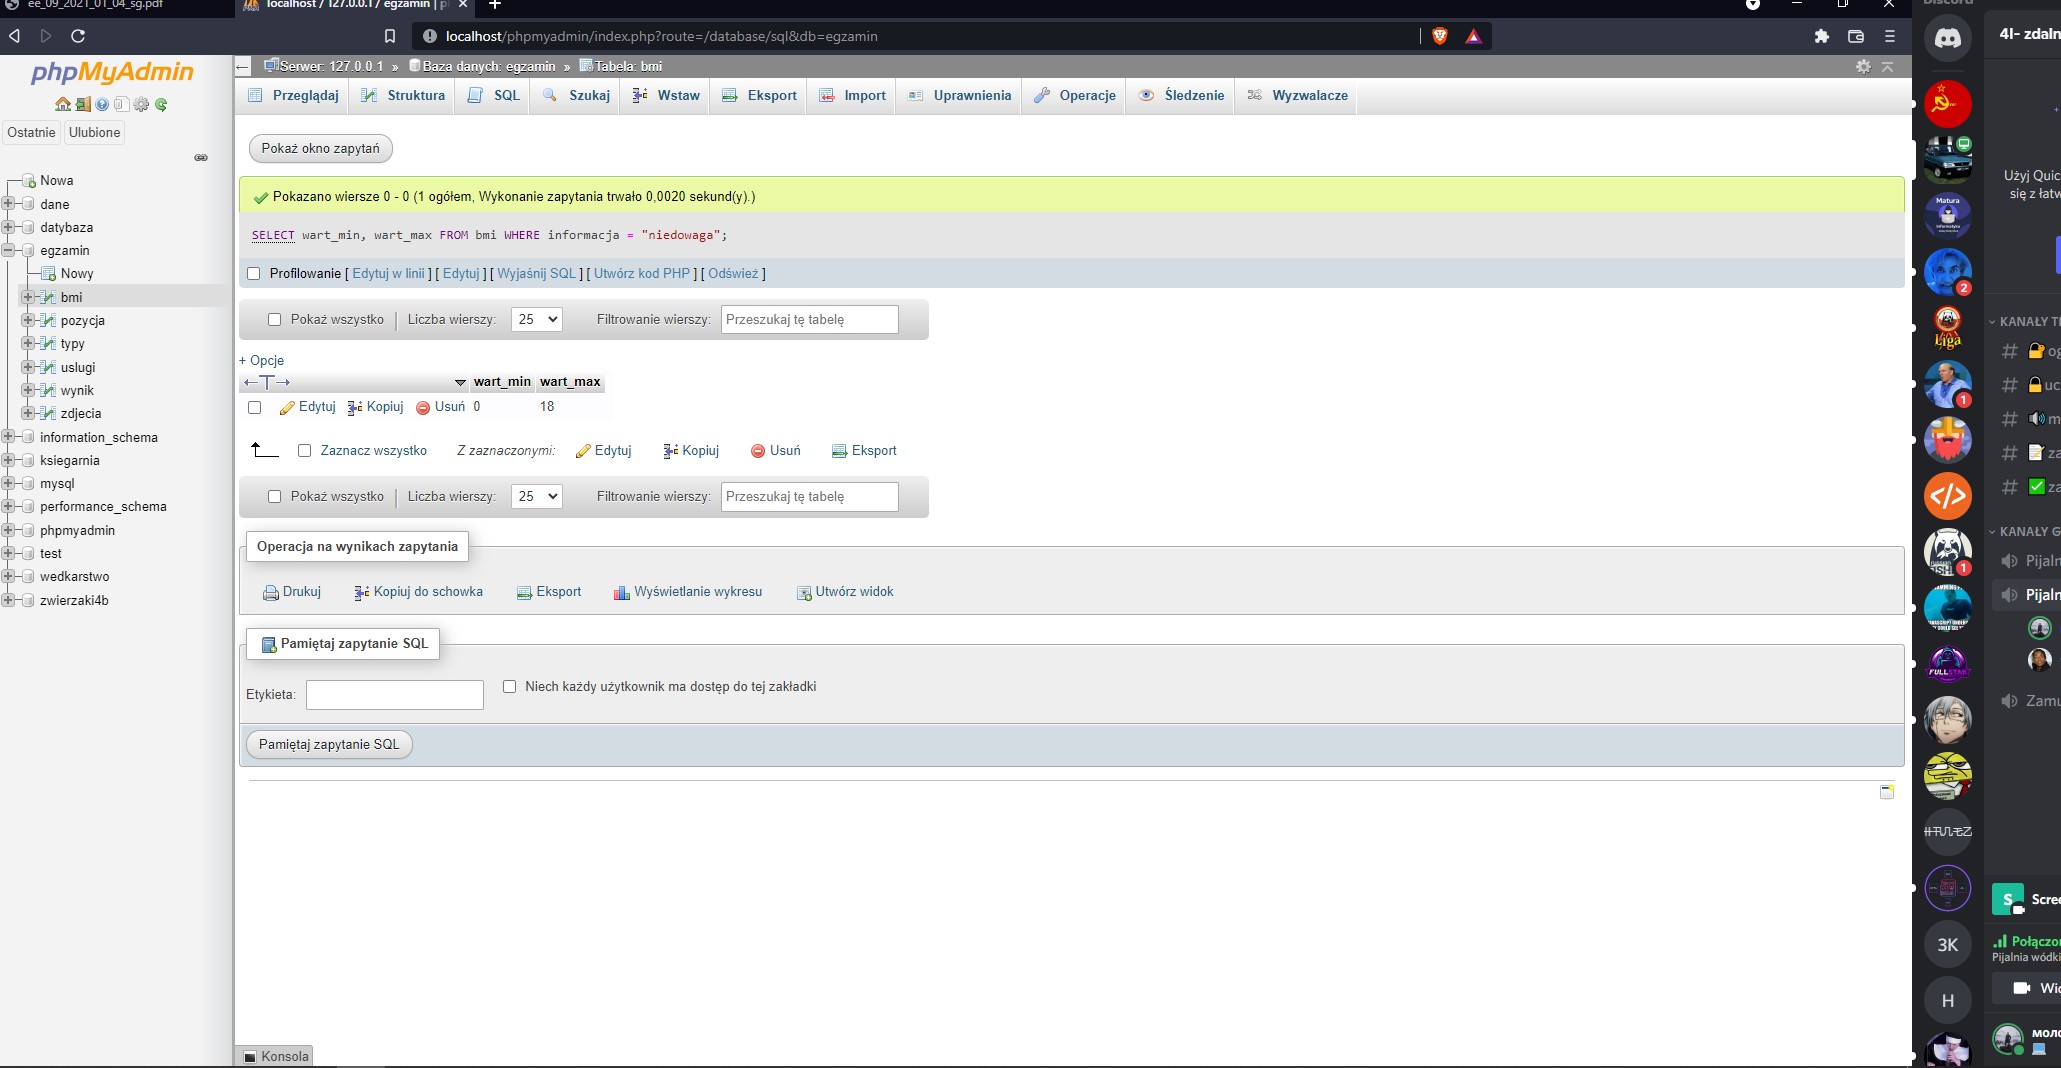 ee_09_2021_01_04_sg.pdf
localhost / 127.0.0.1 / egzamin | p
localhost/phpmyadmin/index.php?route=/database/sql&db=egzamin
phpMyAdmin
Ostatnie Ulubione
Nowa
dane
datybaza
egzamin
Nowy
bmi
pozycja
typy
uslugi
wynik
zdjecia
information_schema
ksiegarnia
mysql
performance_schema
phpmyadmin
test
wedkarstwo
zwierzaki4b
Serwer: 127.0.0.1 » Baza danych: egzamin » Tabela: bmi
Przeglądaj Struktura SQL Szukaj Wstaw Eksport Import Uprawnienia Operacje Śledzenie Wyzwalacze
Pokaż okno zapytań
Pokazano wiersze 0 - 0 (1 ogółem, Wykonanie zapytania trwało 0,0020 sekund(y).)
SELECT wart_min, wart_max FROM bmi WHERE informacja = "niedowaga";
Profilowanie [ Edytuj w linii ] [ Edytuj ] [ Wyjaśnij SQL ] [ Utwórz kod PHP ] [ Odśwież ]
Pokaż wszystko | Liczba wierszy: 25 Filtrowanie wierszy: Przeszukaj tę tabelę
+ Opcje
←T→ wart_min wart_max
Edytuj Kopiuj Usuń 0 18
Zaznacz wszystko Z zaznaczonymi: Edytuj Kopiuj Usuń Eksport
Pokaż wszystko | Liczba wierszy: 25 Filtrowanie wierszy: Przeszukaj tę tabelę
Operacja na wynikach zapytania
Drukuj Kopiuj do schowka Eksport Wyświetlanie wykresu Utwórz widok
Pamiętaj zapytanie SQL
Etykieta: Niech każdy użytkownik ma dostęp do tej zakładki
Pamiętaj zapytanie SQL
Konsola
Discord
4I- zdaln
Użyj Quic
się z łatw
Matura
Informatyka
2
KANAŁY T
Liga
# og
# uc
1
# m
# za
# za
</>
KANAŁY G
Pijaln
1
Pijaln
FULLSTAK
Zamu
S Scree
3K
Połączon
Pijalnia wódki
Wid
H
мол